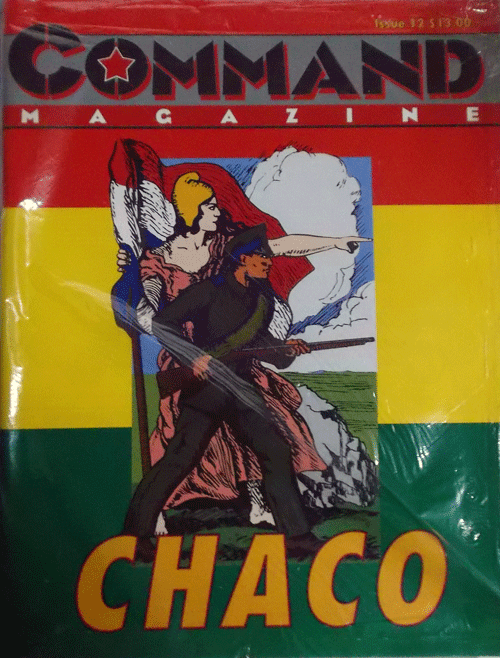 Issue 12 $13.00
COMMAND
MAGAZINE
CHACO